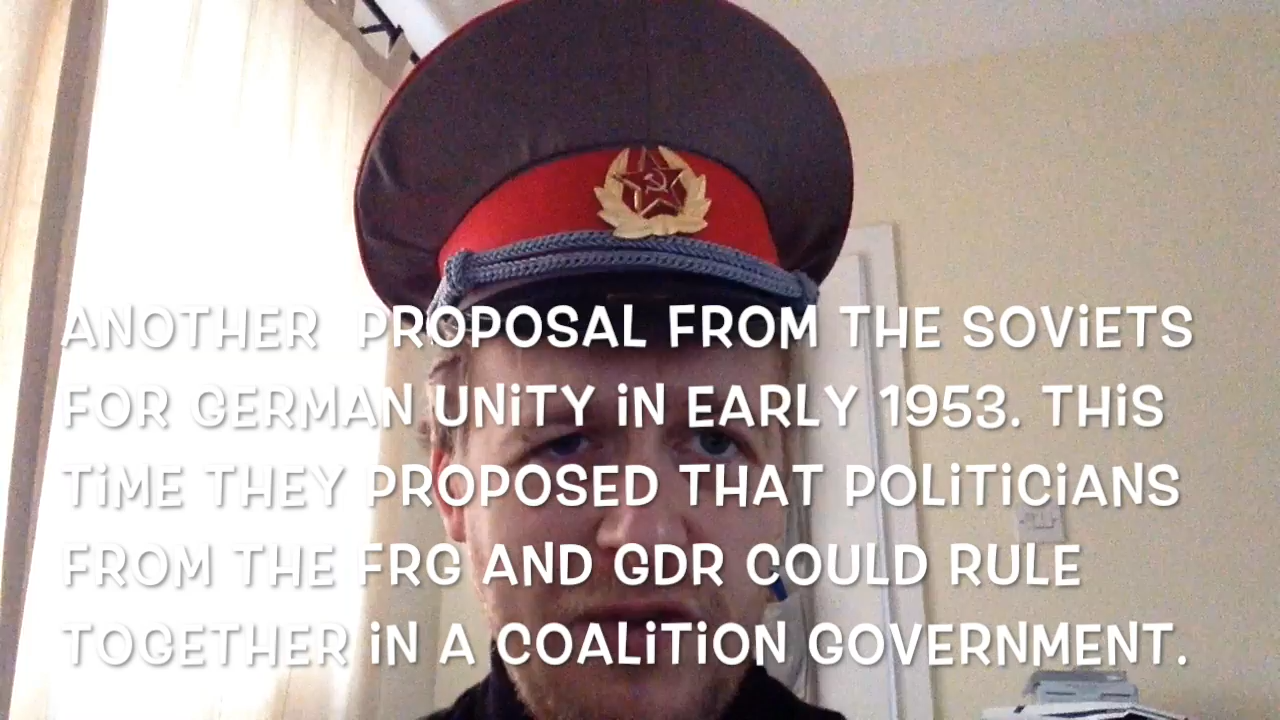 ANOTHER PROPOSAL FROM THE SOViETS
FOR GERMAN UNiTY iN EARLY 1953. THiS
TiME THEY PROPOSED THAT POLiTiCiANS
FROM THE FRG AND GDR COULD RULE
TOGETHER iN A COALiTiON GOVERNMENT.